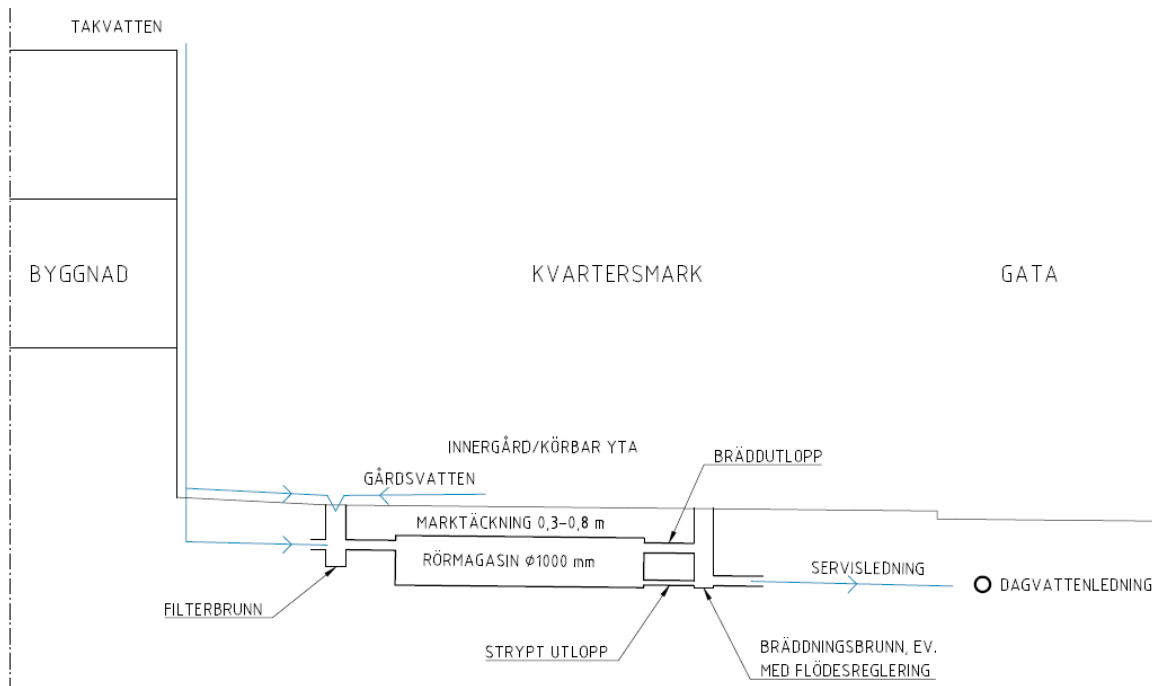 TAKVATTEN
BYGGNAD
KVARTERSMARK
GATA
INNERGÅRD/KÖRBAR YTA
BRÄDDUTLOPP
GÅRDSVATTEN
MARKTÄCKNING 0,3-0,8 m
RÖRMAGASIN Ø1000 mm
SERVISLEDNING
DAGVATTENLEDNING
FILTERBRUNN
STRYPT UTLOPP
BRÄDDNINGSBRUNN, EV.
MED FLÖDESREGLERING